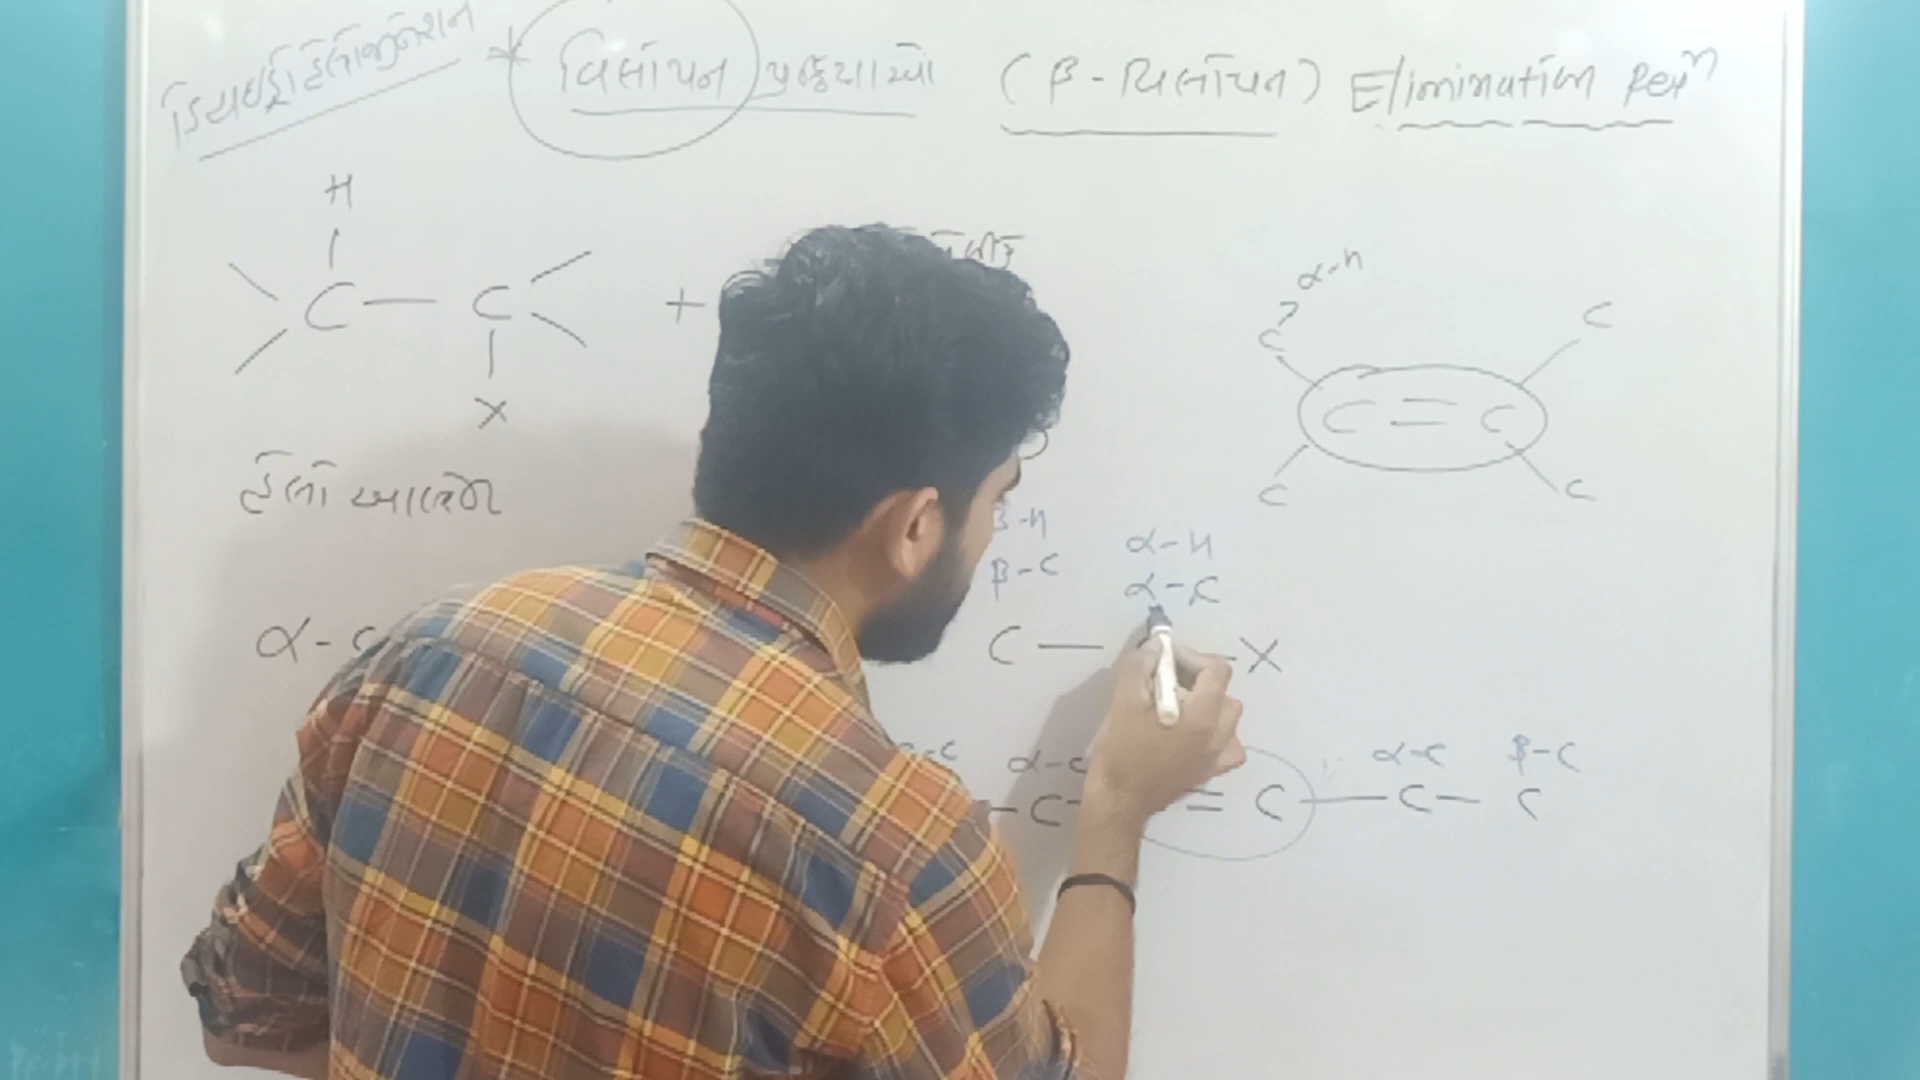 ડિહાઇડ્રોહેલોજીનેશન
* વિલોપન પ્રક્રિયાઓ (β-વિલોપન) Elimination Rexⁿ
H
C — C +
X
હેલો આલ્કેન
α-H
C C
C = C
C C
β-H α-H
β-C α-C
α-C
C — — X
-C α-C α-C β-C
— C = C — C — C